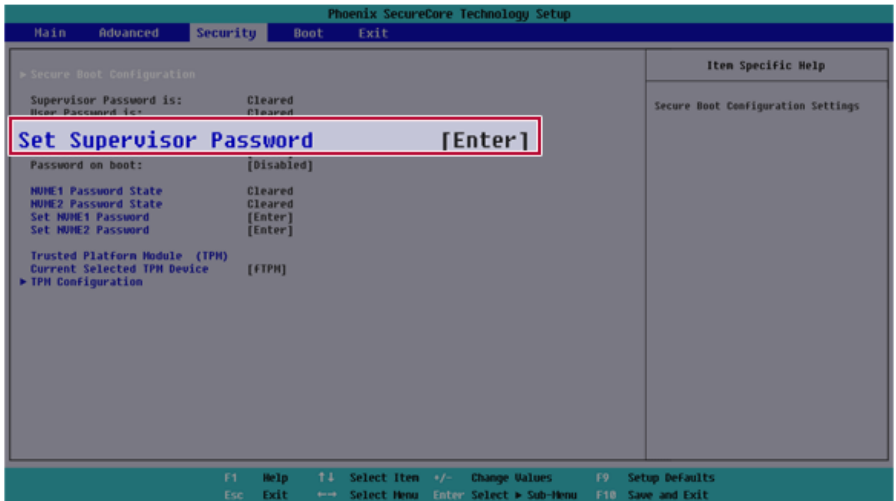 Phoenix SecureCore Technology Setup
Main Advanced Security Boot Exit
Item Specific Help
▶ Secure Boot Configuration
Secure Boot Configuration Settings
Supervisor Password is: Cleared
User Password is: Cleared
Set Supervisor Password [Enter]
Password on boot: [Disabled]
NVME1 Password State Cleared
NVME2 Password State Cleared
Set NVME1 Password [Enter]
Set NVME2 Password [Enter]
Trusted Platform Module (TPM)
Current Selected TPM Device [fTPM]
▶ TPM Configuration
F1 Help ↑↓ Select Item +/- Change Values F9 Setup Defaults
Esc Exit ←→ Select Menu Enter Select ▶ Sub-Menu F10 Save and Exit